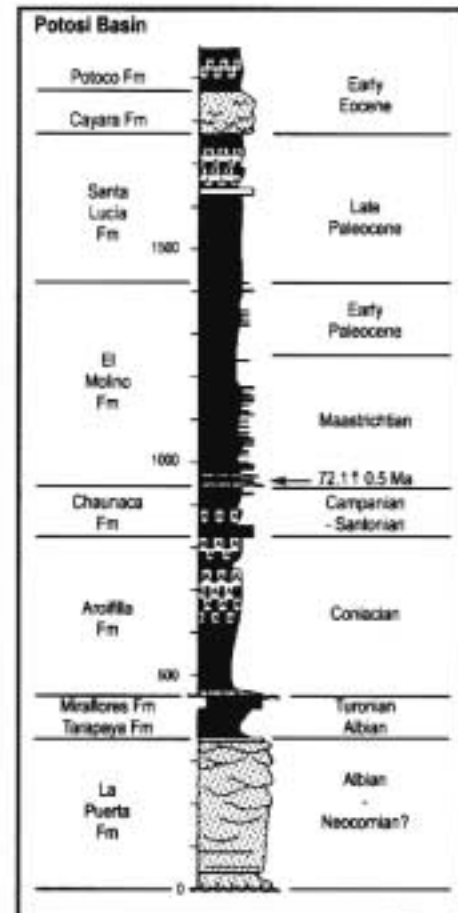 Potosi Basin
Potoco Fm
Early
Eocene
Cayara Fm
Santa
Lucia
Fm
Late
Paleocene
1500
Early
Paleocene
El
Molino
Fm
Maastrichtian
1000
72.1† 0.5 Ma
Chaunaca
Fm
Campanian
- Santonian
Aroifilla
Fm
Coniacian
500
Miraflores Fm
Turonian
Tarapaya Fm
Albian
La
Puerta
Fm
Albian
-
Neocomian?
0